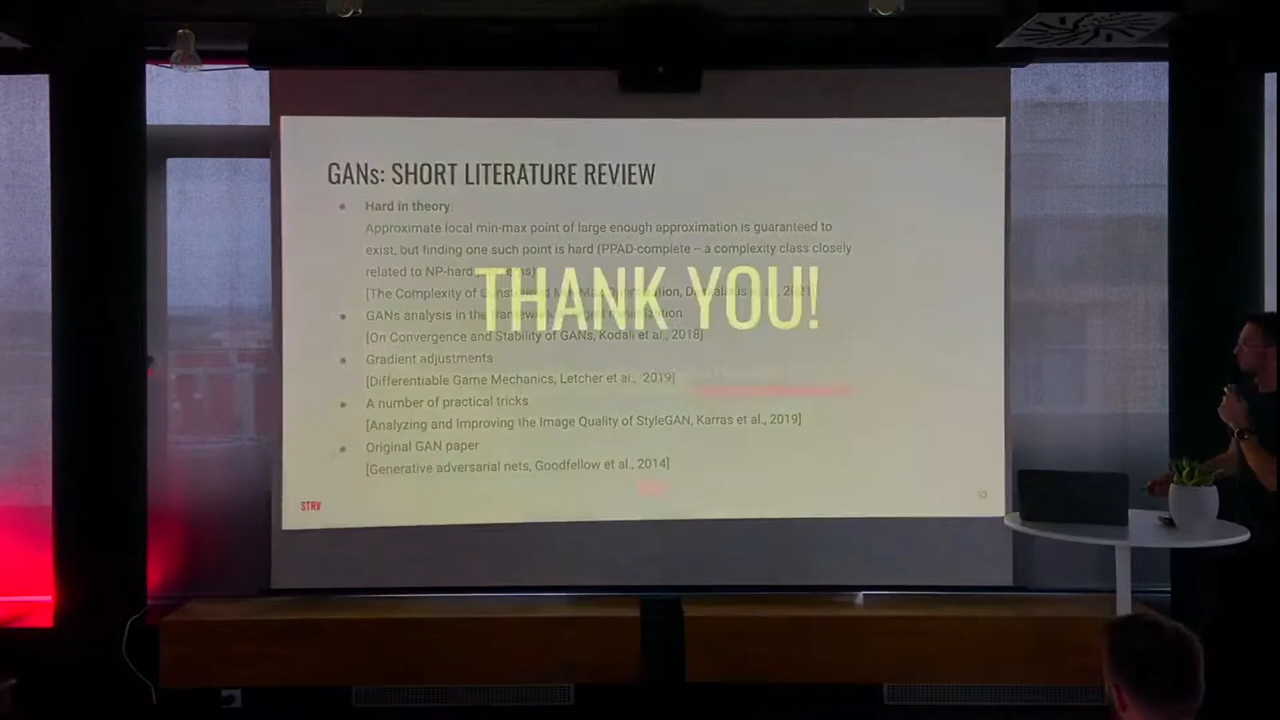 GANs: SHORT LITERATURE REVIEW
Hard in theory:
Approximate local min-max point of large enough approximation is guaranteed to
exist, but finding one such point is hard (PPAD-complete – a complexity class closely
related to NP-hard
THANK YOU!
[The Complexity of Constrained
GANs analysis in the framework
[On Convergence and Stability of GANs, Kodali et al., 2018]
Gradient adjustments
[Differentiable Game Mechanics, Letcher et al., 2019]
A number of practical tricks
[Analyzing and Improving the Image Quality of StyleGAN, Karras et al., 2019]
Original GAN paper
[Generative adversarial nets, Goodfellow et al., 2014]
STRV